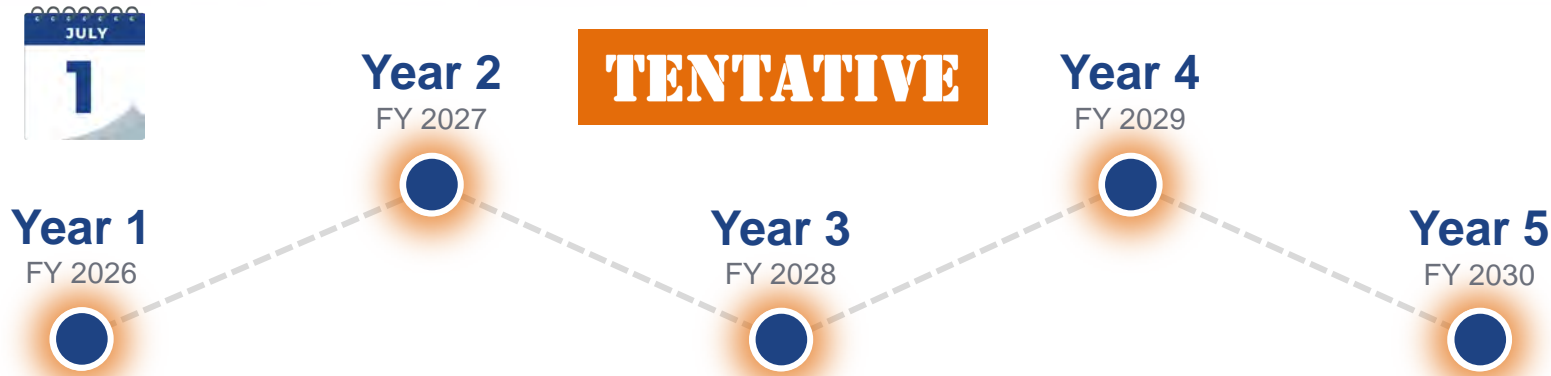 JULY
1
Year 1
FY 2026
Year 2
FY 2027
TENTATIVE
Year 3
FY 2028
Year 4
FY 2029
Year 5
FY 2030